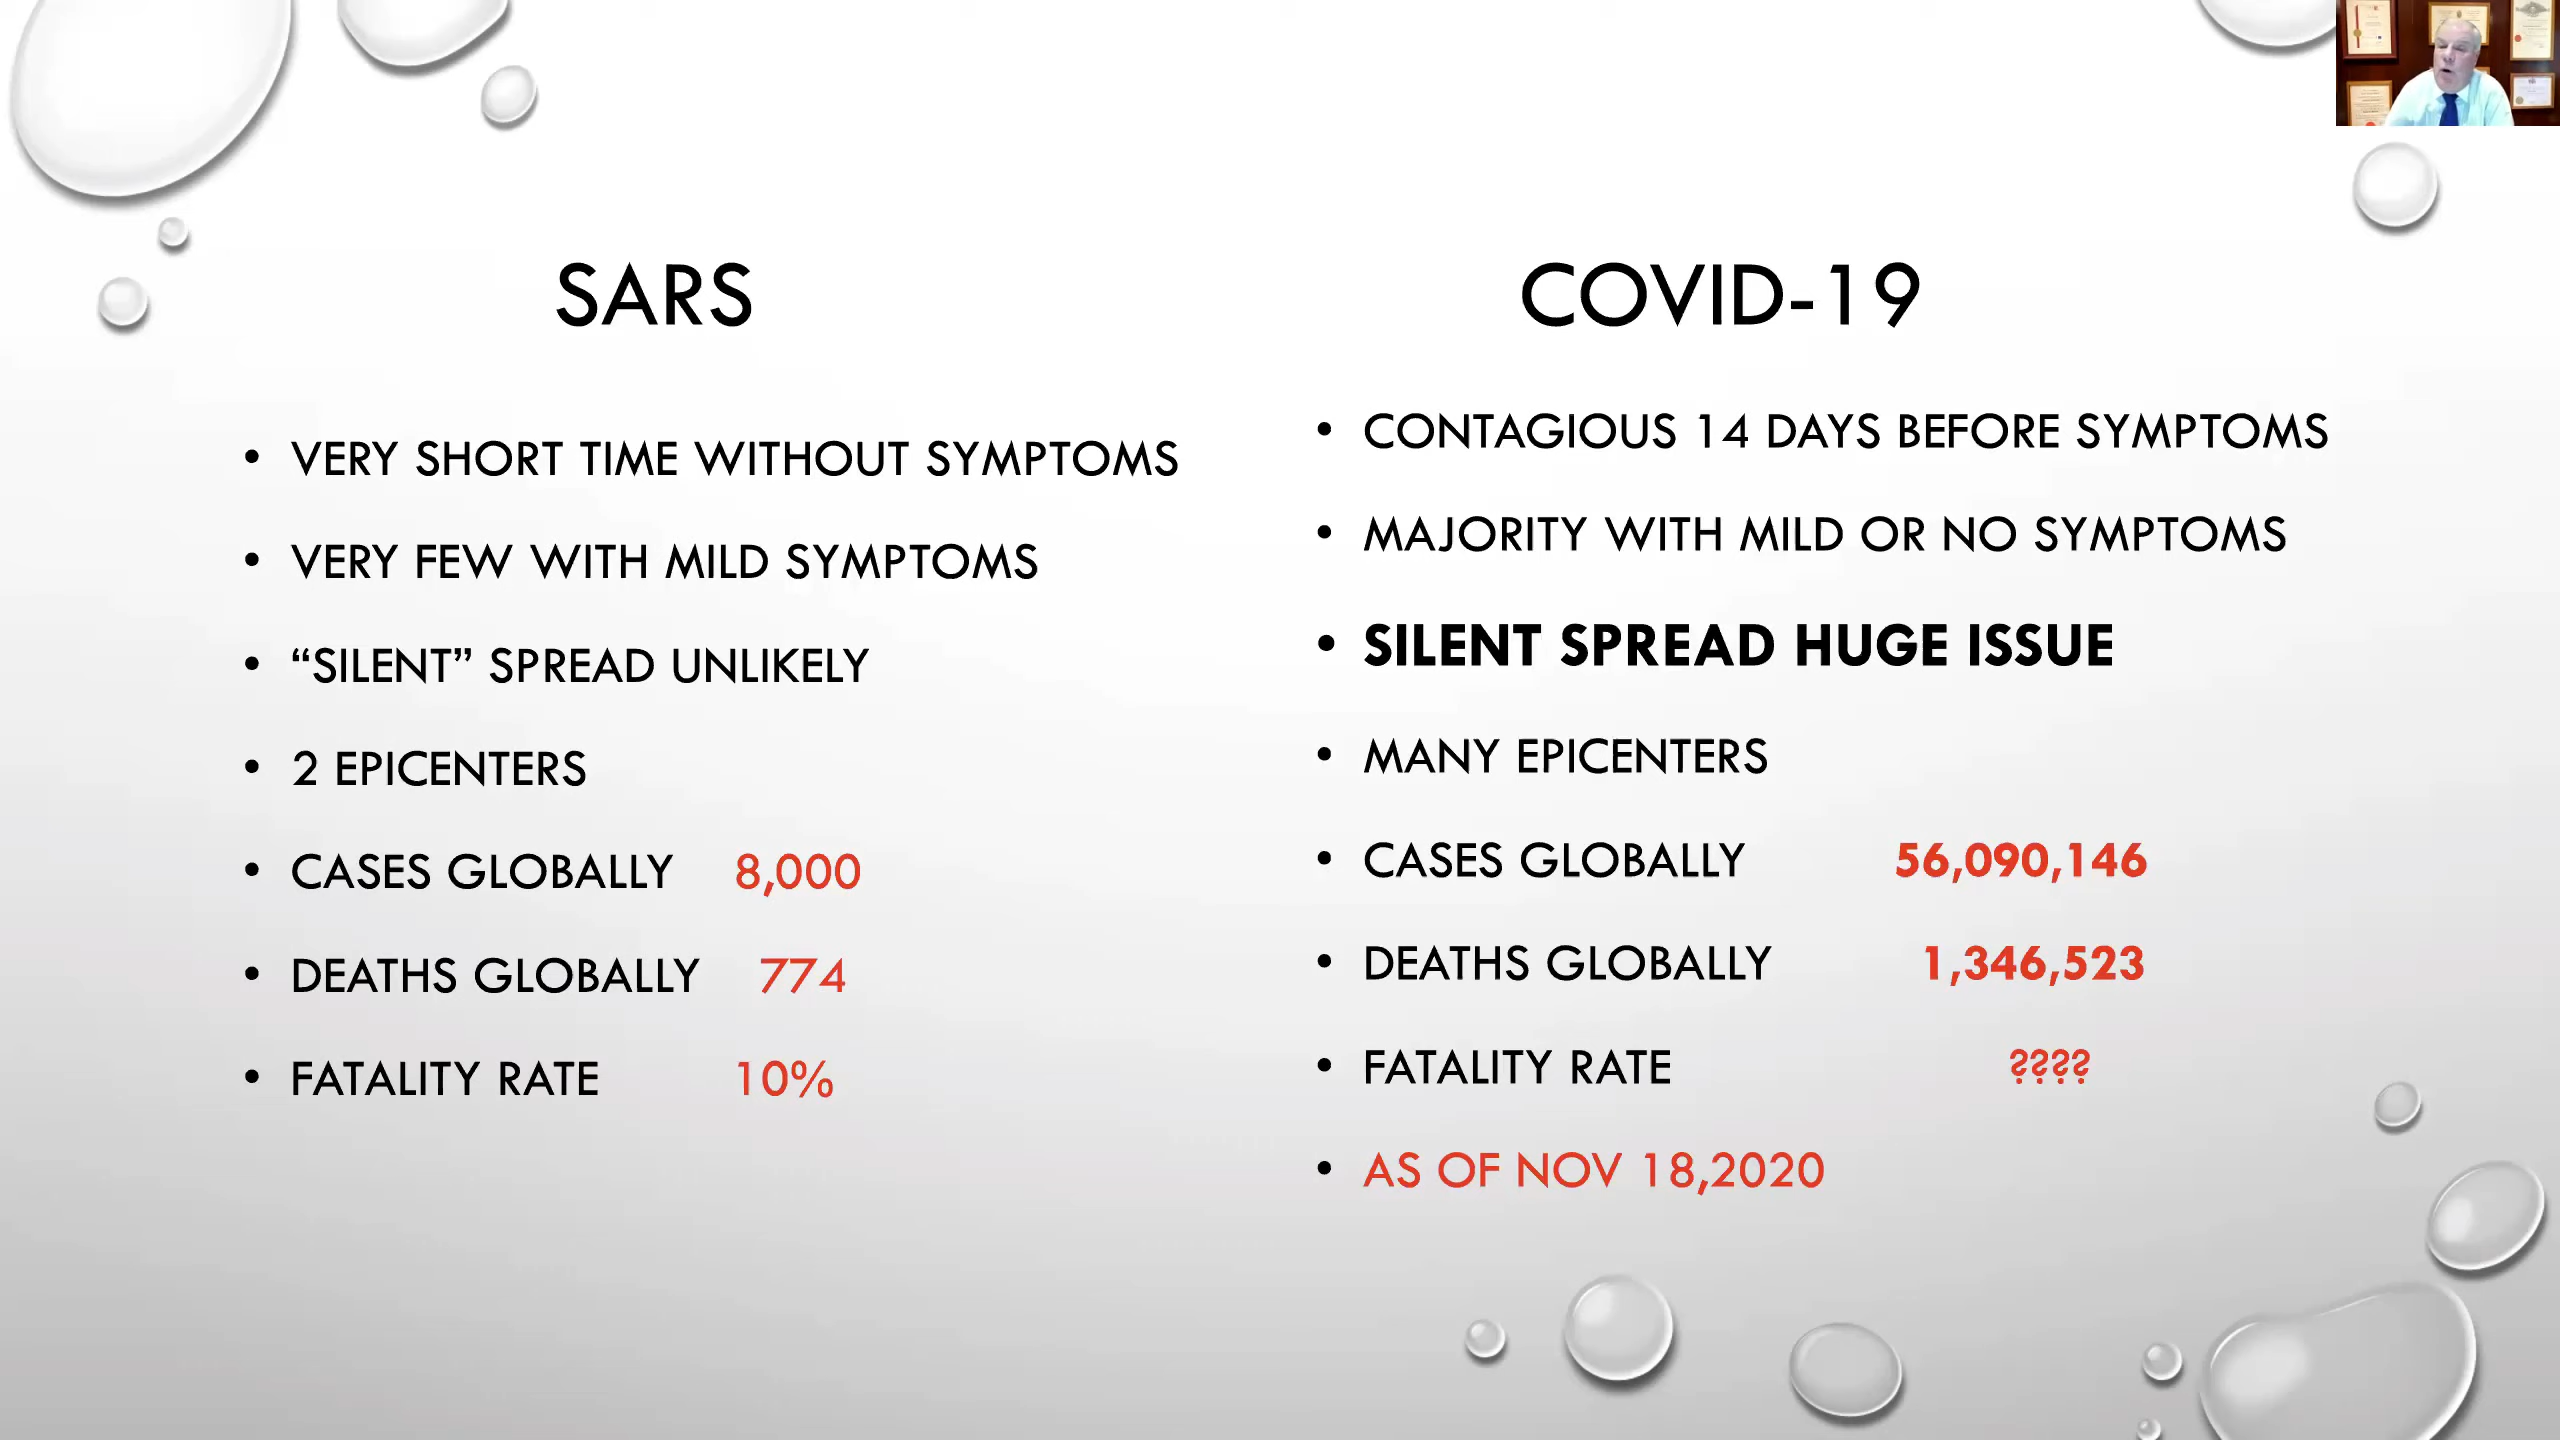 SARS
• VERY SHORT TIME WITHOUT SYMPTOMS
• VERY FEW WITH MILD SYMPTOMS
• “SILENT” SPREAD UNLIKELY
• 2 EPICENTERS
• CASES GLOBALLY 8,000
• DEATHS GLOBALLY 774
• FATALITY RATE 10%
COVID-19
• CONTAGIOUS 14 DAYS BEFORE SYMPTOMS
• MAJORITY WITH MILD OR NO SYMPTOMS
• SILENT SPREAD HUGE ISSUE
• MANY EPICENTERS
• CASES GLOBALLY 56,090,146
• DEATHS GLOBALLY 1,346,523
• FATALITY RATE ????
• AS OF NOV 18,2020